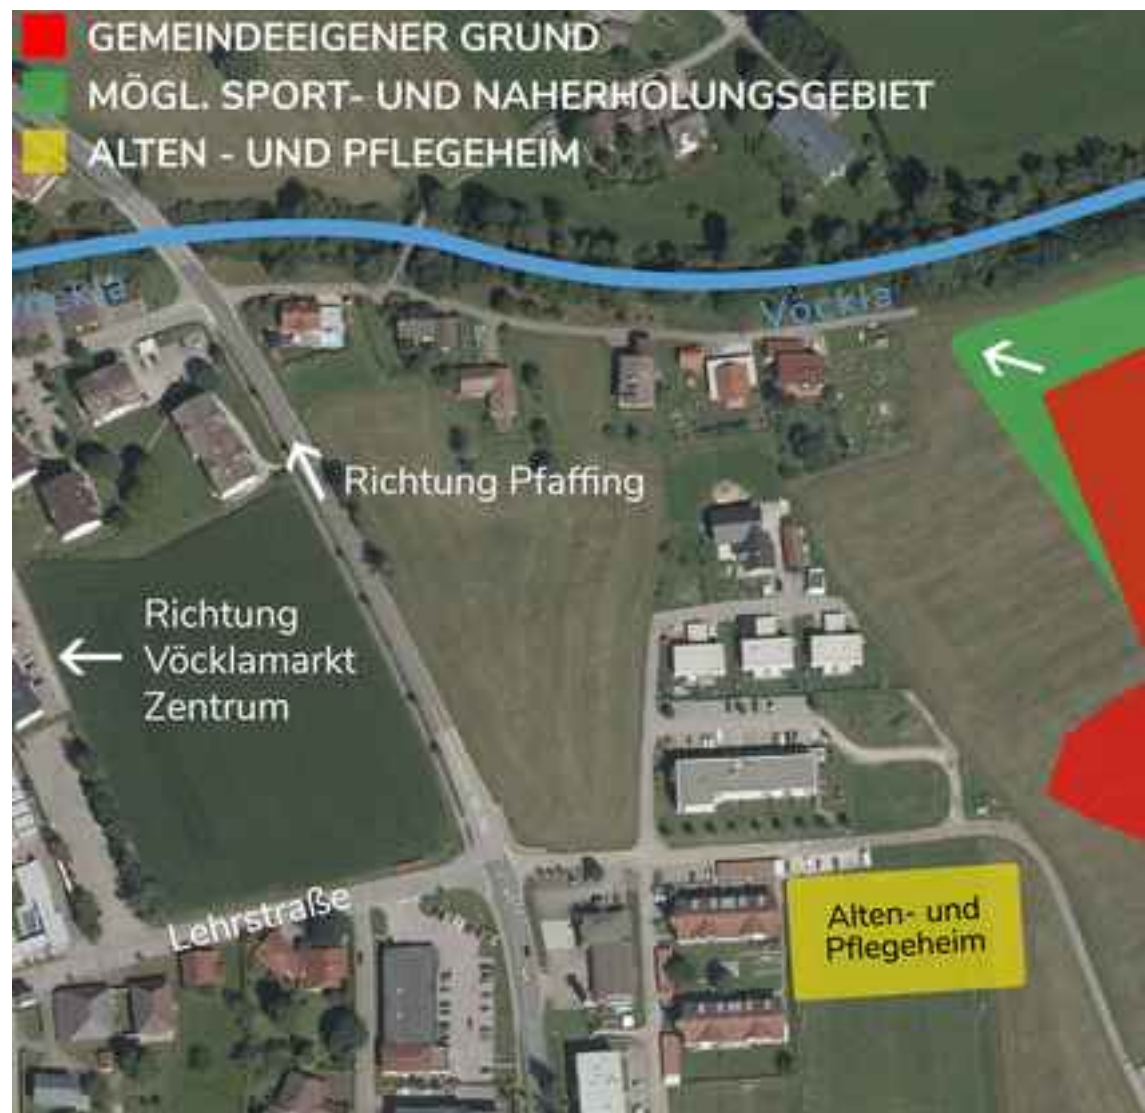 GEMEINDEEIGENER GRUND
MÖGL. SPORT- UND NAHERHOLUNGSGEBIET
ALTEN - UND PFLEGEHEIM
Vöckla
Vöckla
Richtung Pfaffing
Richtung
Vöcklamarkt
Zentrum
Lehrstraße
Alten- und
Pflegeheim